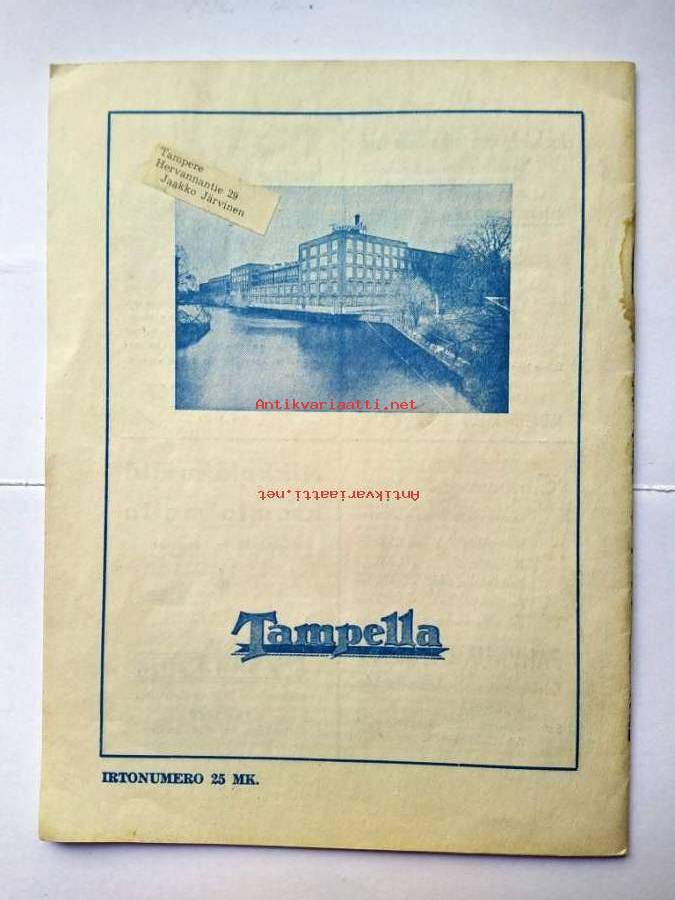 Tampere
Hervannantie 29
Jaakko Järvinen
Antikvariaatti.net
Antikvariaatti.net
Tampella
IRTONUMERO 25 MK.